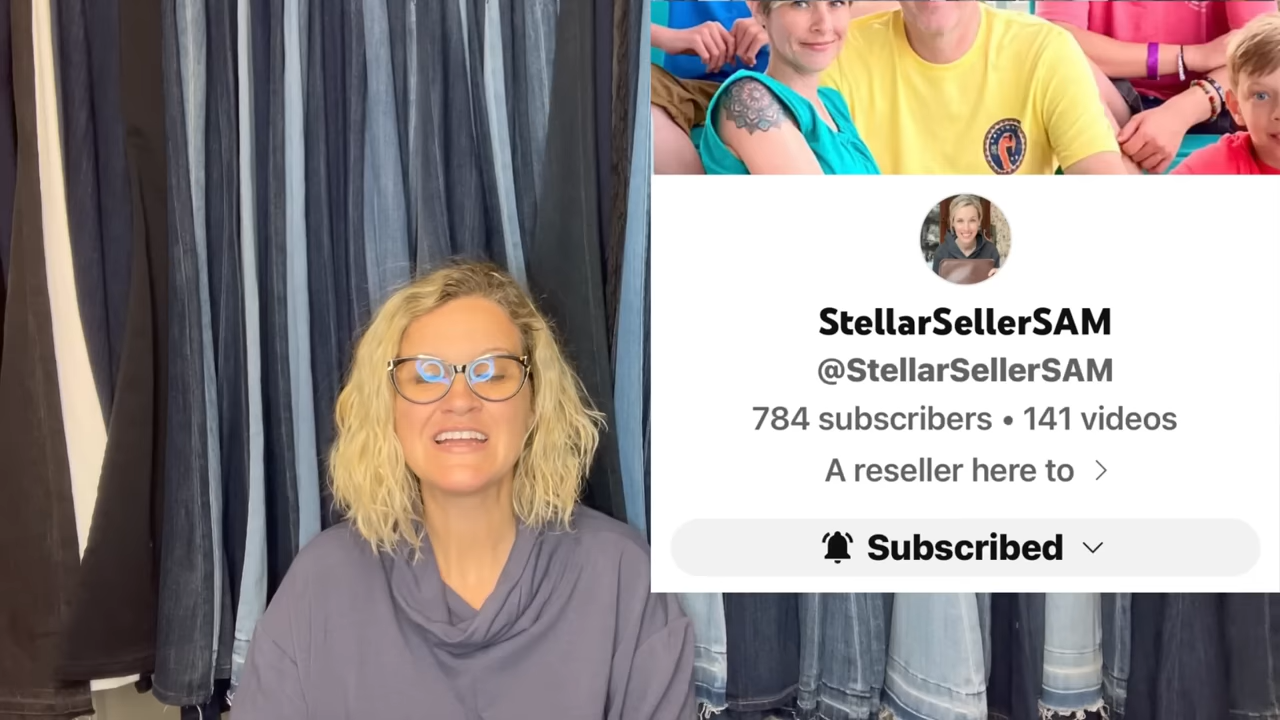 StellarSellerSAM
@StellarSellerSAM
784 subscribers • 141 videos
A reseller here to
Subscribed